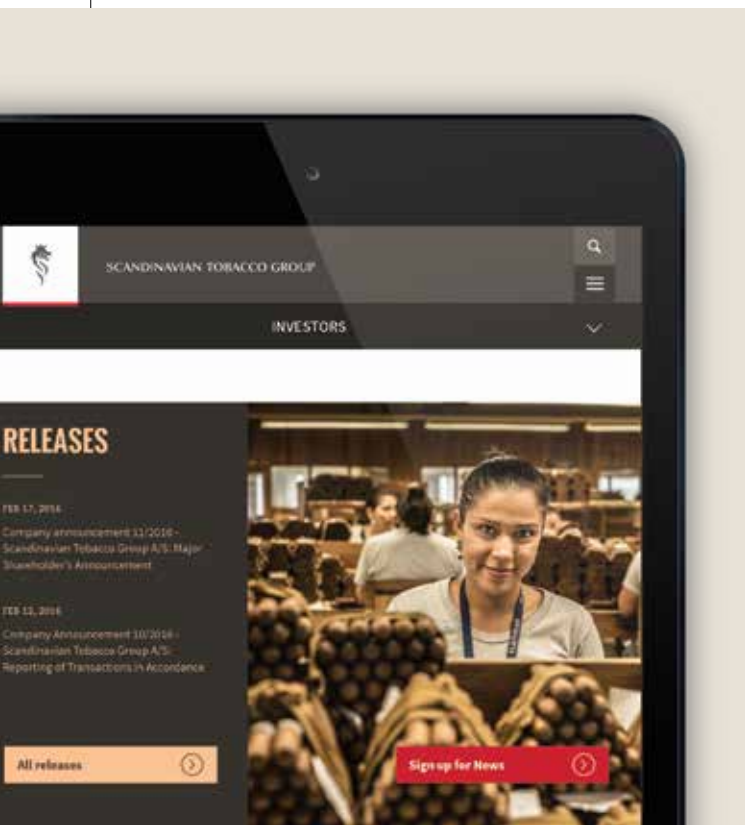 SCANDINAVIAN TOBACCO GROUP
INVESTORS
RELEASES
FEB 17, 2016
Company announcement 11/2016 -
Scandinavian Tobacco Group A/S: Major
Shareholder's Announcement
FEB 12, 2016
Company Announcement 10/2016 -
Scandinavian Tobacco Group A/S:
Reporting of Transactions in Accordance
All releases
Sign up for News